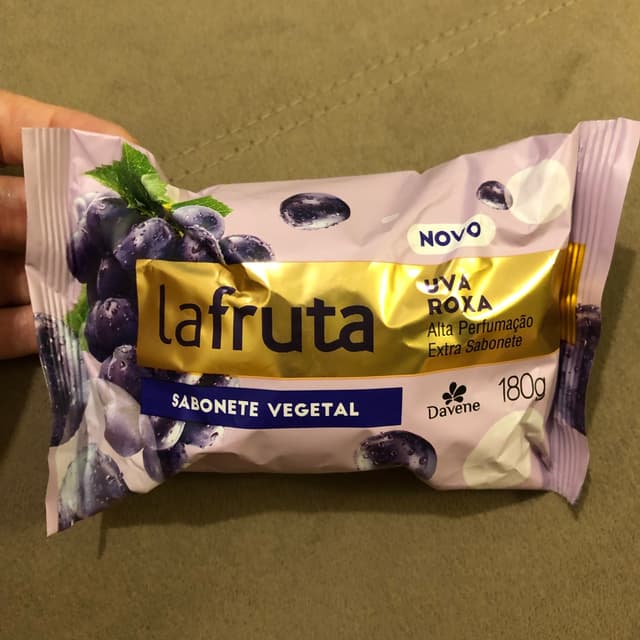 NOVO
lafruta
UVA
ROXA
Alta Perfumação
Extra Sabonete
SABONETE VEGETAL
Davene
180g